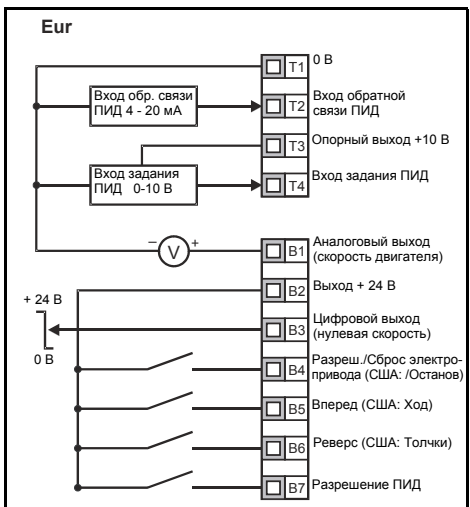 Eur
T1 0 В
Вход обр. связи
ПИД 4 - 20 мА
T2 Вход обратной
связи ПИД
T3 Опорный выход +10 В
Вход задания
ПИД 0-10 В
T4 Вход задания ПИД
− V +
B1 Аналоговый выход
(скорость двигателя)
B2 Выход + 24 В
+ 24 В
0 В
B3 Цифровой выход
(нулевая скорость)
B4 Разреш./Сброс электро-
привода (США: /Останов)
B5 Вперед (США: Ход)
B6 Реверс (США: Толчки)
B7 Разрешение ПИД